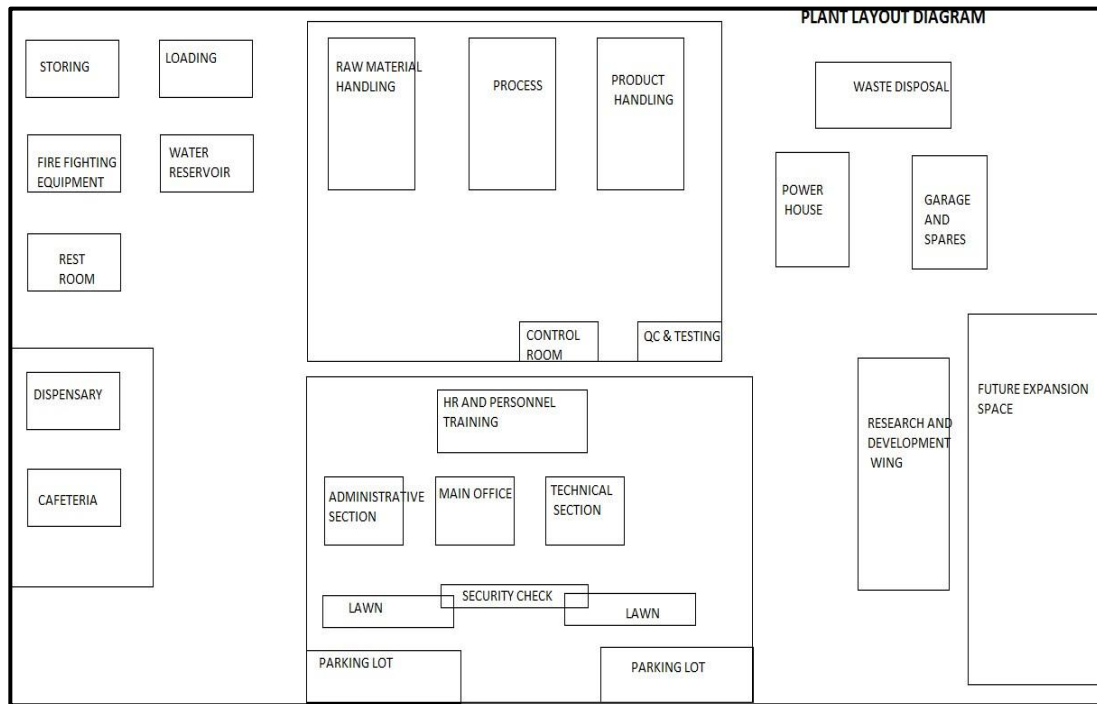 PLANT LAYOUT DIAGRAM
STORING
LOADING
RAW MATERIAL
HANDLING
PROCESS
PRODUCT
HANDLING
WASTE DISPOSAL
FIRE FIGHTING
EQUIPMENT
WATER
RESERVOIR
POWER
HOUSE
GARAGE
AND
SPARES
REST
ROOM
CONTROL
ROOM
QC & TESTING
DISPENSARY
CAFETERIA
HR AND PERSONNEL
TRAINING
ADMINISTRATIVE
SECTION
MAIN OFFICE
TECHNICAL
SECTION
RESEARCH AND
DEVELOPMENT
WING
FUTURE EXPANSION
SPACE
LAWN
SECURITY CHECK
LAWN
PARKING LOT
PARKING LOT